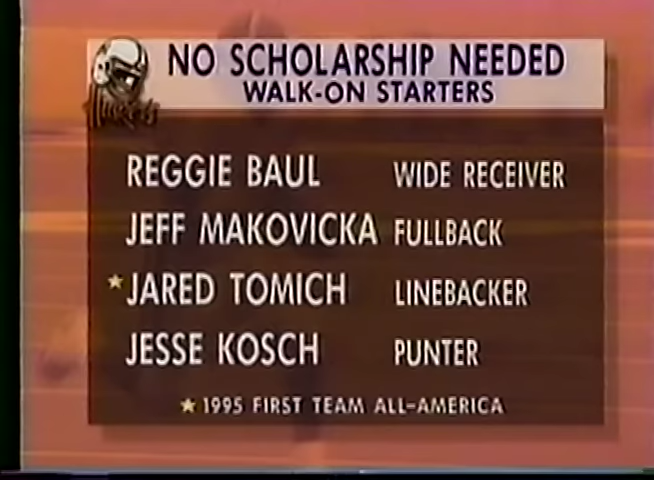 NO SCHOLARSHIP NEEDED
WALK-ON STARTERS
Huskers
REGGIE BAUL WIDE RECEIVER
JEFF MAKOVICKA FULLBACK
★JARED TOMICH LINEBACKER
JESSE KOSCH PUNTER
★1995 FIRST TEAM ALL-AMERICA